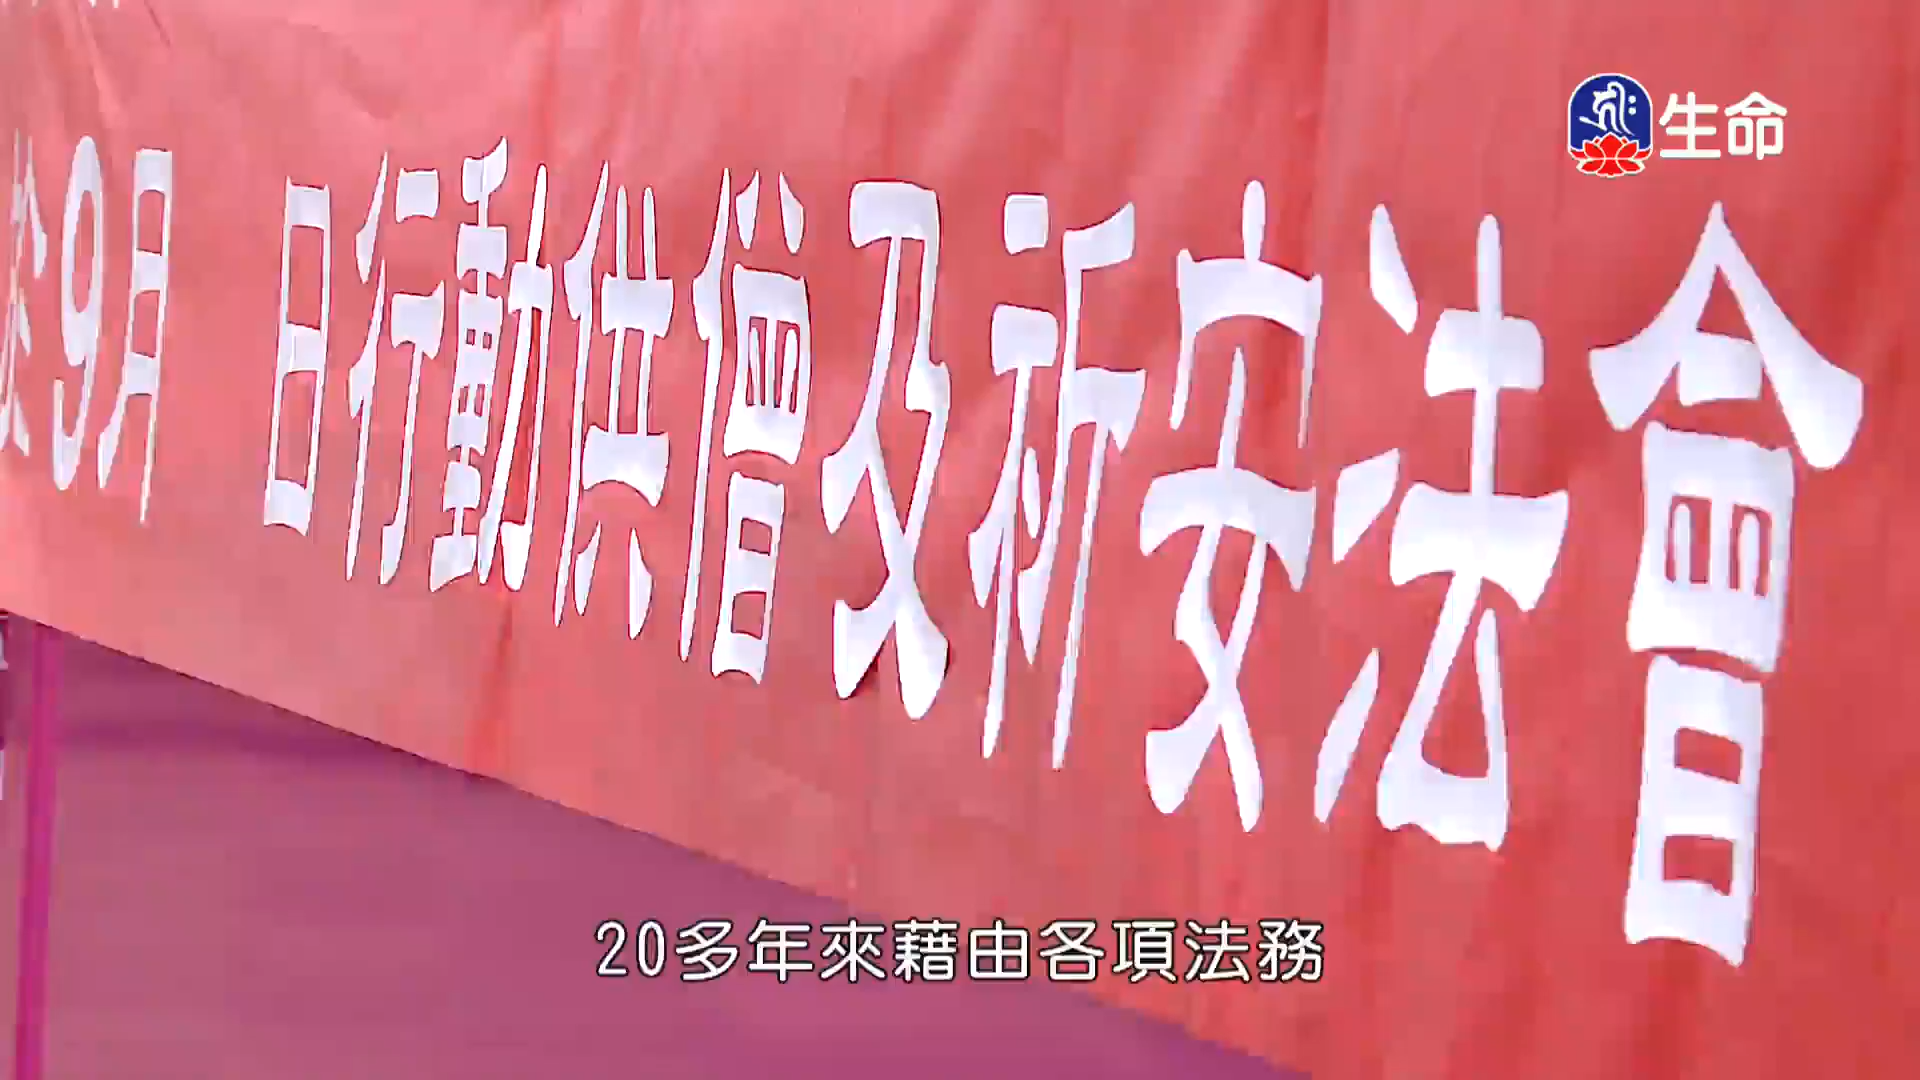 生命
於9月 日行動供僧及祈安法會
20多年來藉由各項法務